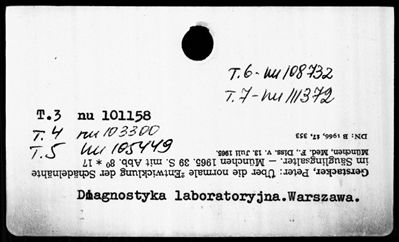 T.6 - nu 108732
T.7 - nu 111372
T.3 nu 101158
T.4 nu 103300
T.5 nu 105449
Gerstacker, Peter: Über die normale Entwicklung der Schädelnähte
im Säuglingsalter. — München 1965. 39 S. mit Abb. 8° * 17
München, Med. F., Diss. v. 13. Juli 1965.
DN: B 1966, 47, 353
Diagnostyka laboratoryjna.Warszawa.